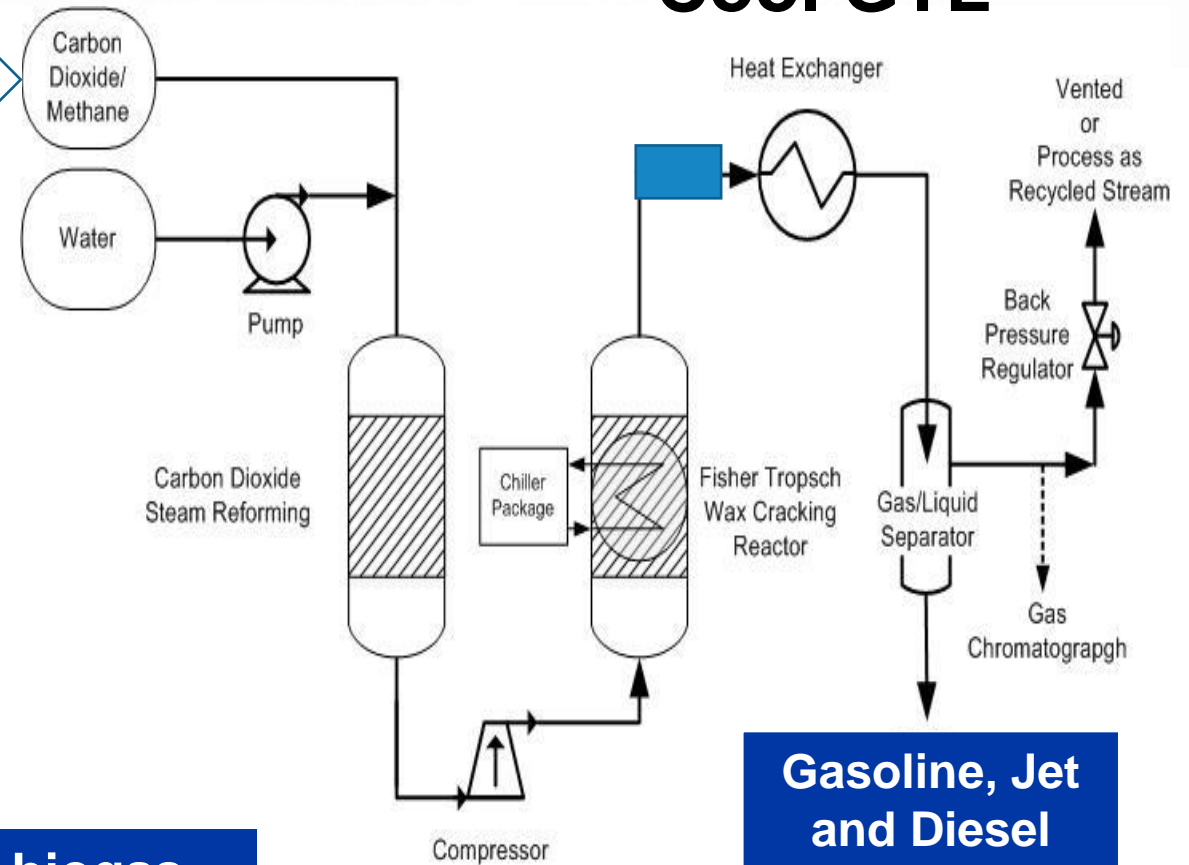 Carbon
Dioxide/
Methane
Water
Pump
Carbon Dioxide
Steam Reforming
Compressor
Chiller
Package
Fisher Tropsch
Wax Cracking
Reactor
Heat Exchanger
Gas/Liquid
Separator
Vented
or
Process as
Recycled Stream
Back
Pressure
Regulator
Gas
Chromatograpgh
Gasoline, Jet
and Diesel
biogas